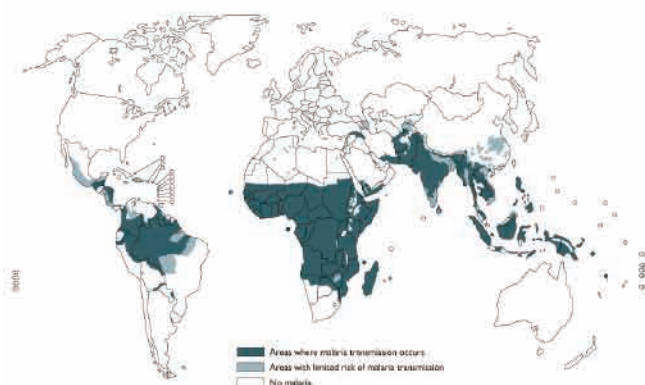 Areas where malaria transmission occurs
Areas with limited risk of malaria transmission
No malaria